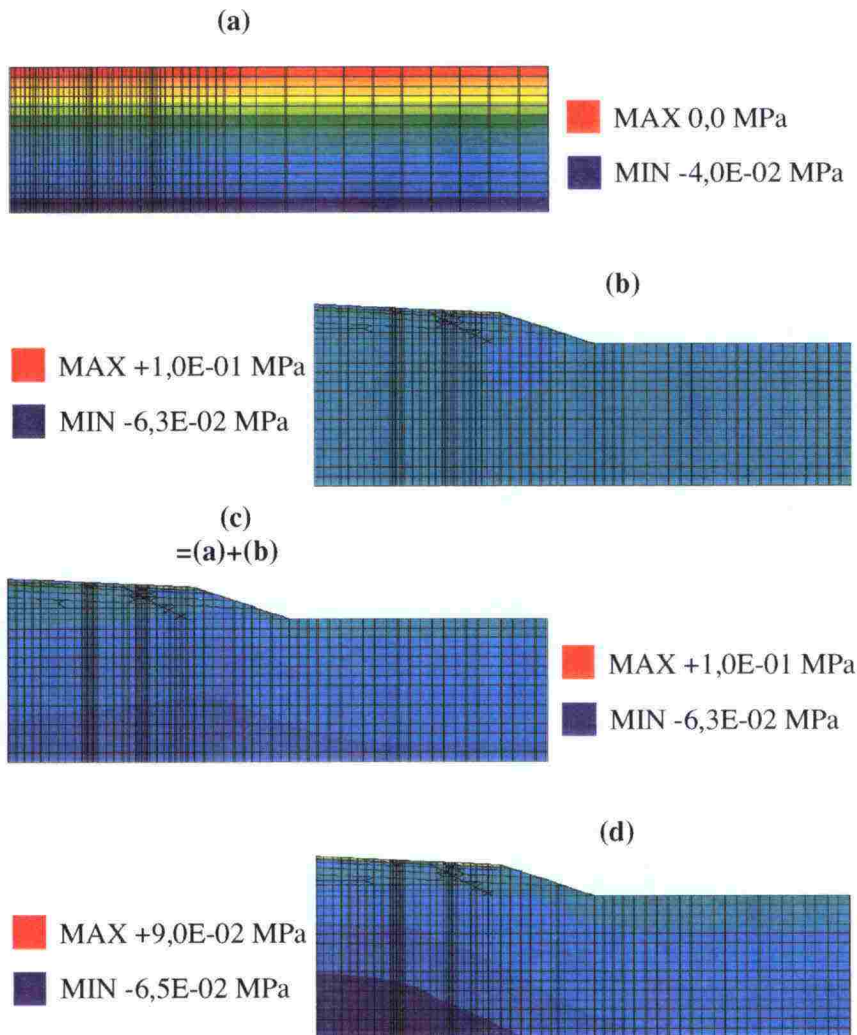 (a)
MAX 0,0 MPa
MIN -4,0E-02 MPa
(b)
MAX +1,0E-01 MPa
MIN -6,3E-02 MPa
(c)
=(a)+(b)
MAX +1,0E-01 MPa
MIN -6,3E-02 MPa
(d)
MAX +9,0E-02 MPa
MIN -6,5E-02 MPa